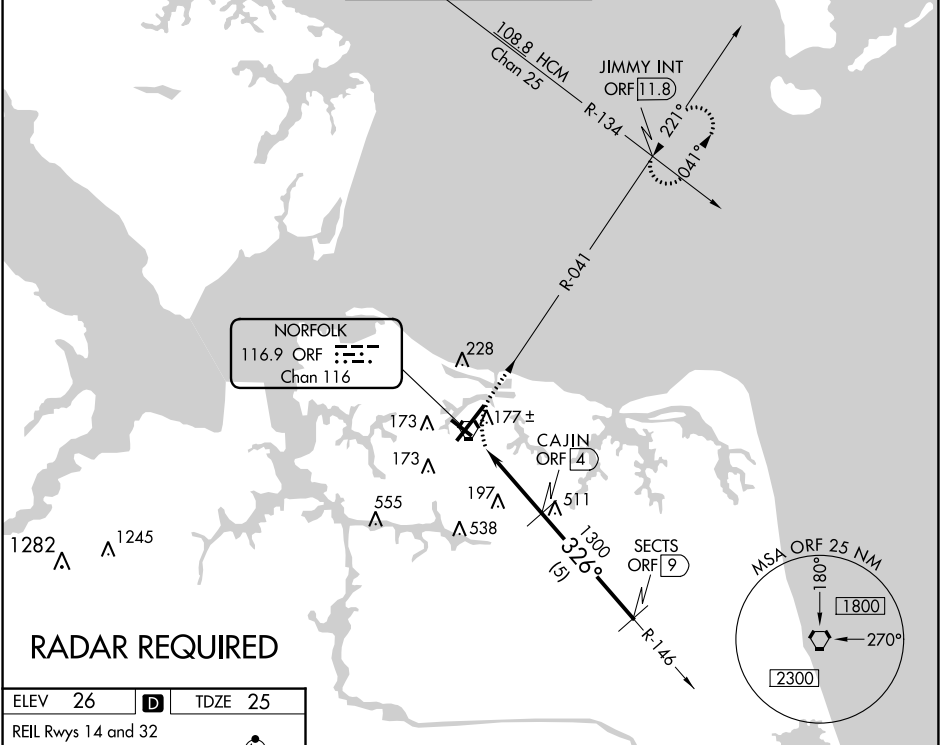 108.8 HCM
Chan 25
R-134
JIMMY INT
ORF 11.8
221°
041°
R-041
NORFOLK
116.9 ORF
Chan 116
228
177 ±
173
173
CAJIN
ORF 4
197
511
555
538
1282
1245
1300
326°
(5)
SECTS
ORF 9
R-146
MSA ORF 25 NM
180°
1800
270°
2300
RADAR REQUIRED
ELEV 26 D TDZE 25
REIL Rwys 14 and 32